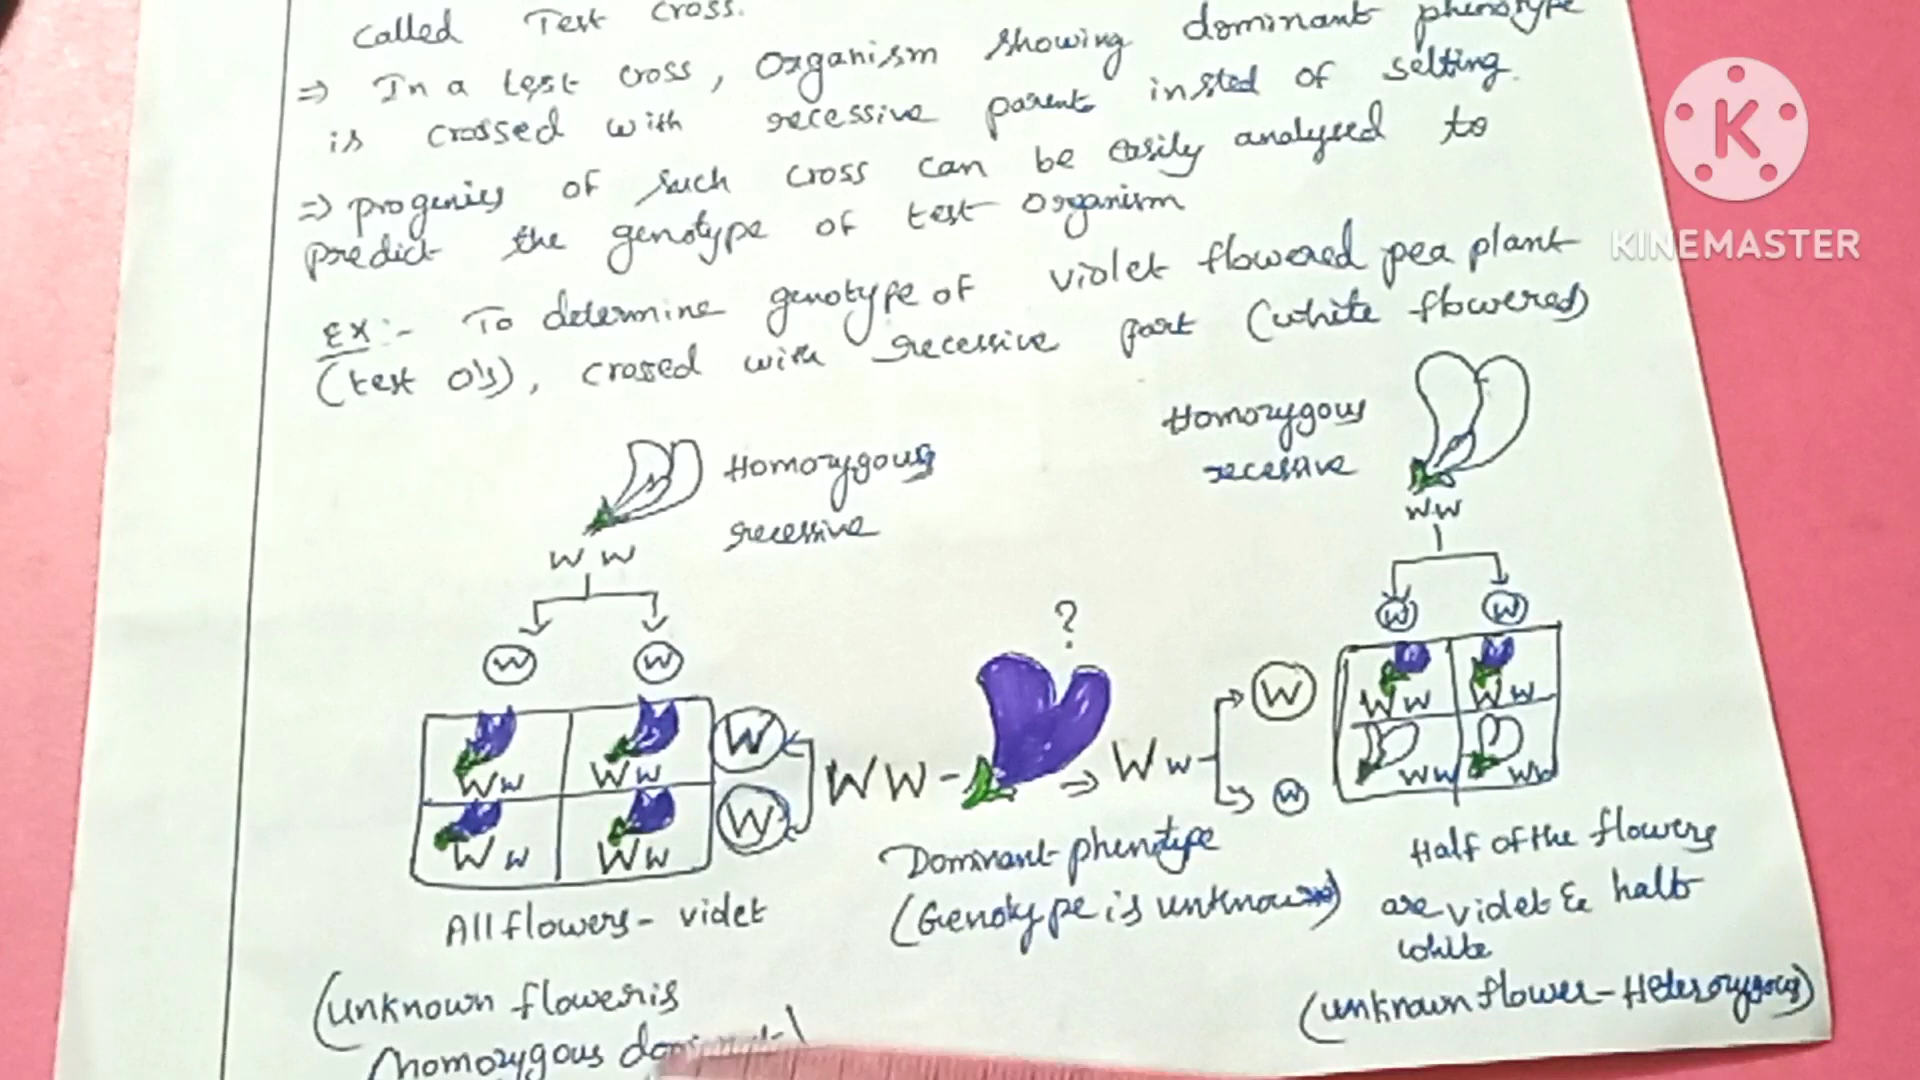 called Test cross.
⇒ In a test cross, Organism showing dominant phenotype
is crossed with recessive parent insted of selfing.
⇒ progenies of such cross can be easily analysed to
predict the genotype of test organism
Ex:- To determine genotype of violet flowered pea plant
(test O's), crossed with recessive part (white flowered)
Homozygous
recessive
ww
w w
Homozygous
recessive
ww
w w
?
Ww Ww
Ww Ww
W
W
WW-
⇒ Ww
W
w
Ww Ww
ww ww
All flowers - violet
Dominant phenotype
(Genotype is unknown)
Half of the flowers
are violet & half
white
(unknown flower is
homozygous
(unknown flower - Heterozygous)
K
KINEMASTER